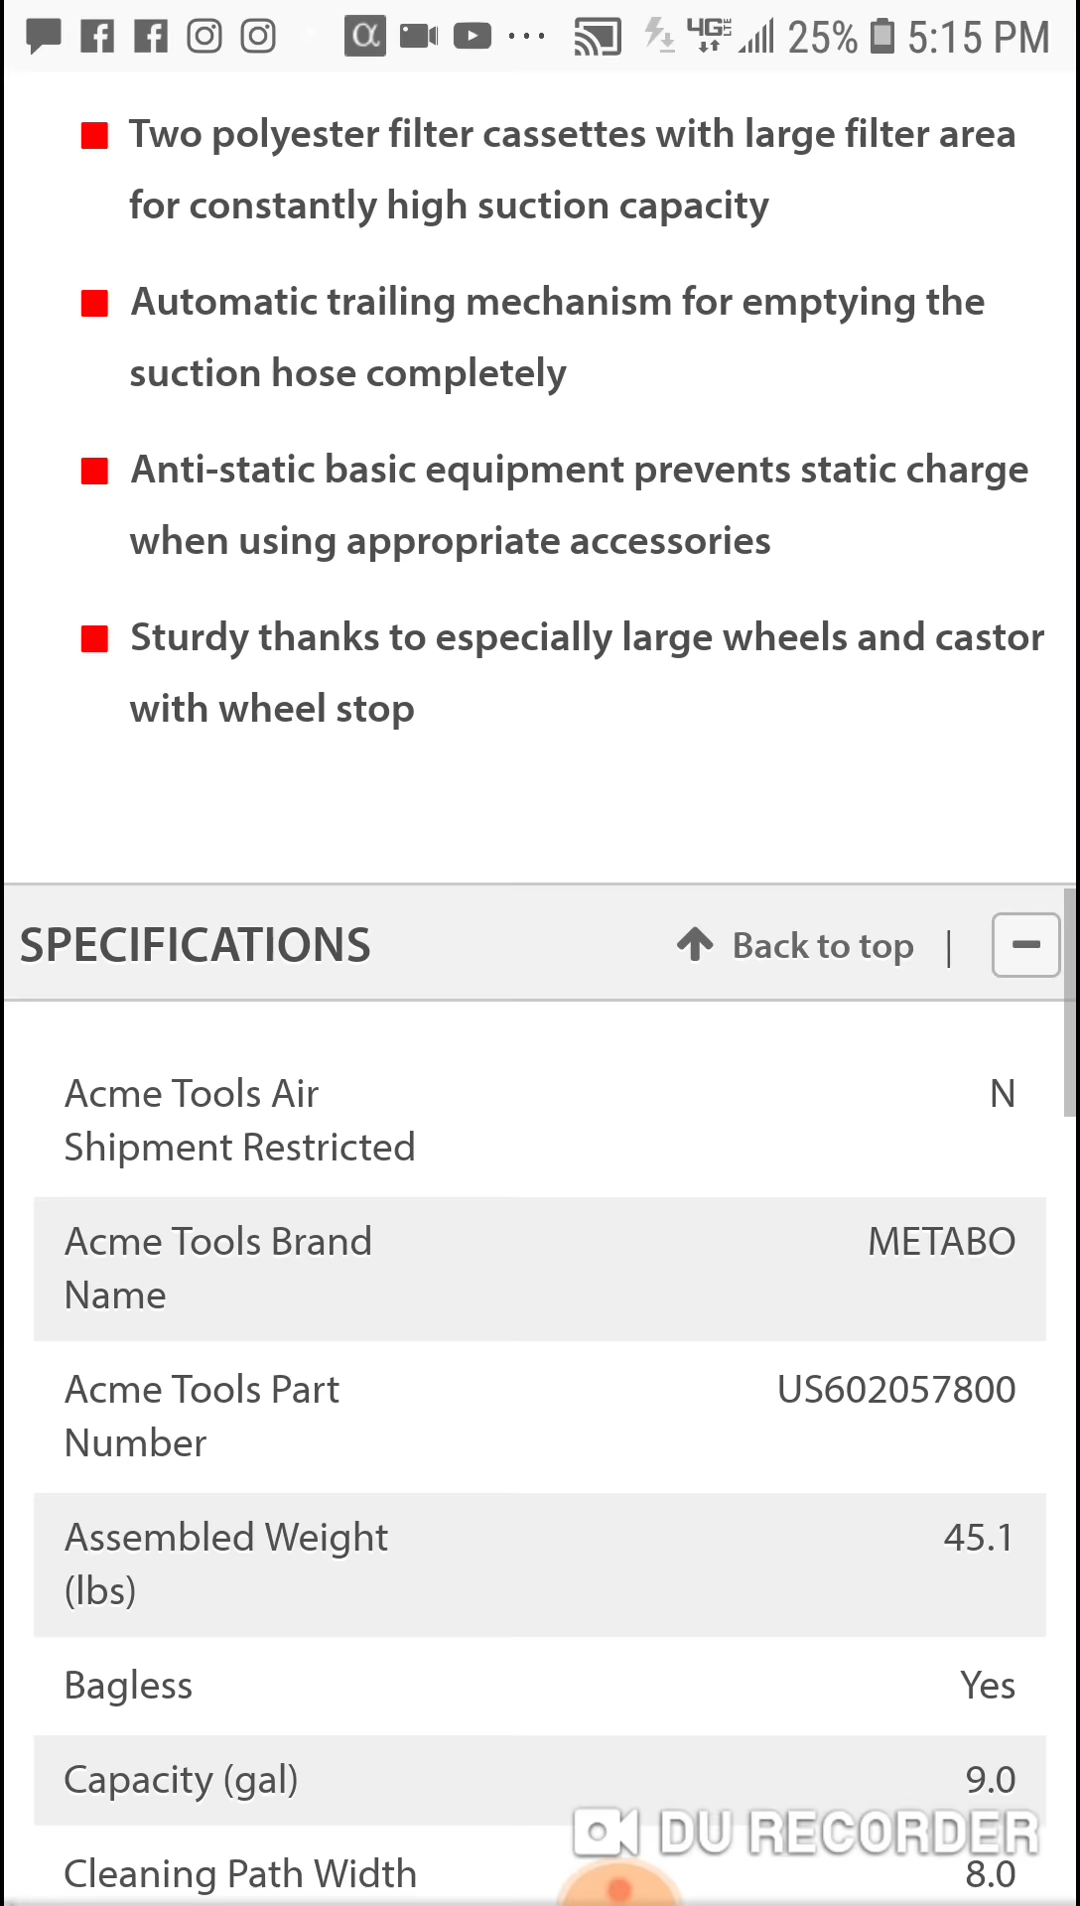 25% 5:15 PM
Two polyester filter cassettes with large filter area
for constantly high suction capacity
Automatic trailing mechanism for emptying the
suction hose completely
Anti-static basic equipment prevents static charge
when using appropriate accessories
Sturdy thanks to especially large wheels and castor
with wheel stop
SPECIFICATIONS Back to top |
Acme Tools Air N
Shipment Restricted
Acme Tools Brand METABO
Name
Acme Tools Part US602057800
Number
Assembled Weight 45.1
(lbs)
Bagless Yes
Capacity (gal) 9.0
DU RECORDER
Cleaning Path Width 8.0